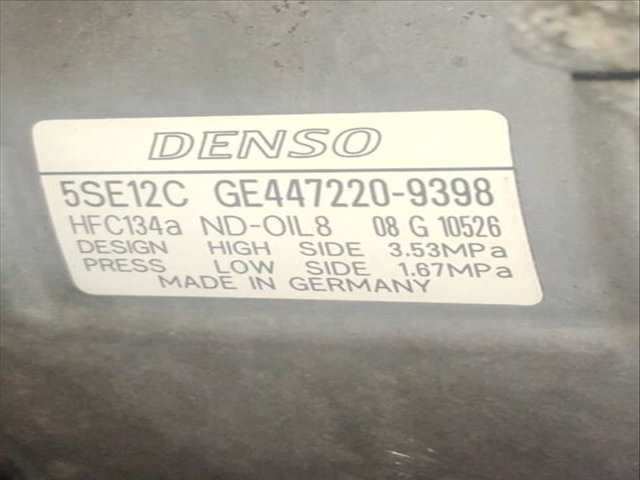 DENSO
5SE12C GE447220-9398
HFC134a ND-OIL8 08 G 10526
DESIGN HIGH SIDE 3.53MPa
PRESS LOW SIDE 1.67MPa
MADE IN GERMANY